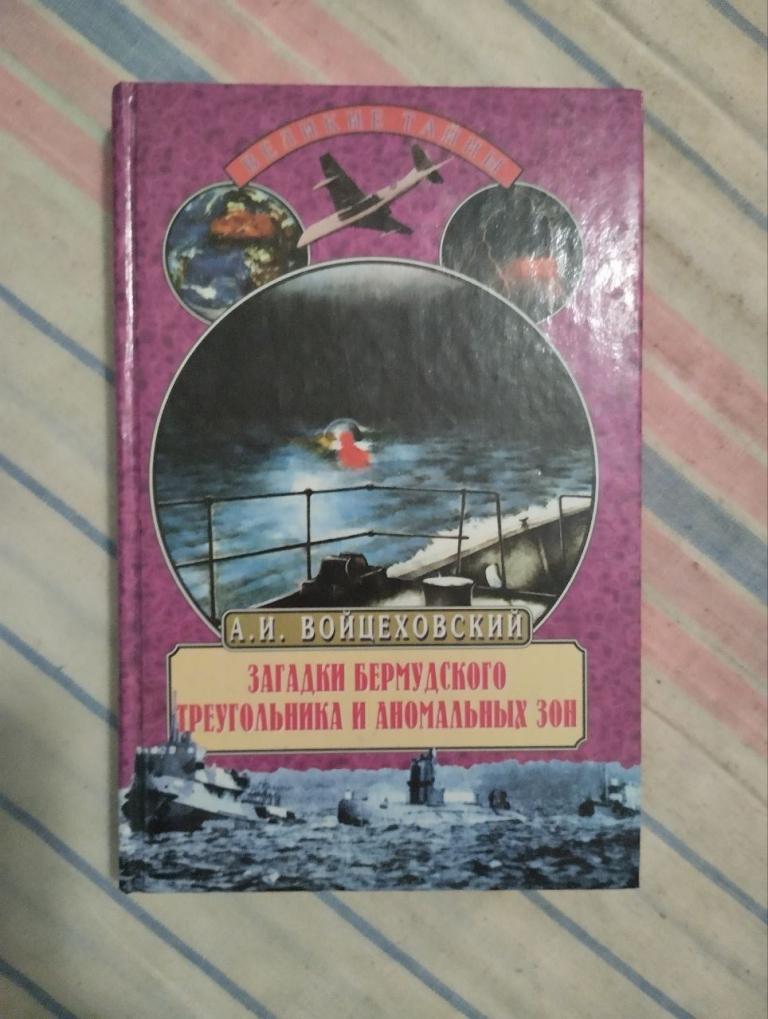 ВЕЛИКИЕ ТАЙНЫ
А.И. ВОЙЦЕХОВСКИЙ
ЗАГАДКИ БЕРМУДСКОГО
ТРЕУГОЛЬНИКА И АНОМАЛЬНЫХ ЗОН